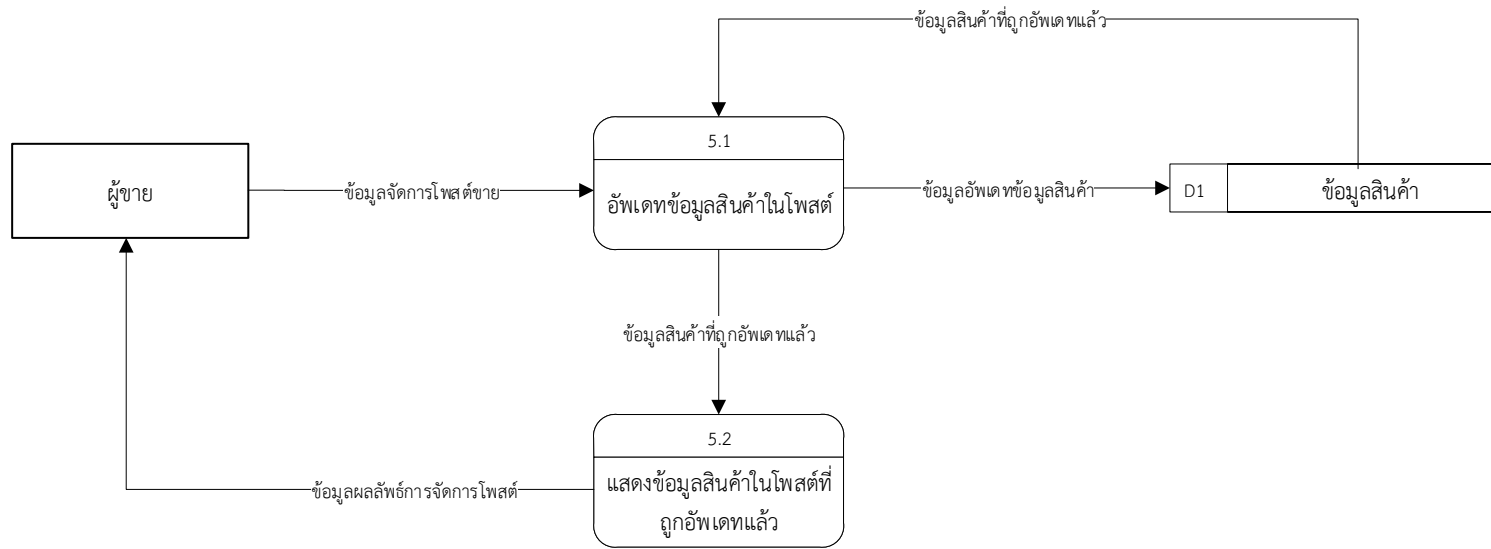 ข้อมูลสินค้าที่ถูกอัพเดทแล้ว
5.1
ผู้ขาย
ข้อมูลจัดการโพสต์ขาย
อัพเดทข้อมูลสินค้าในโพสต์
ข้อมูลอัพเดทข้อมูลสินค้า
D1
ข้อมูลสินค้า
ข้อมูลสินค้าที่ถูกอัพเดทแล้ว
5.2
ข้อมูลผลลัพธ์การจัดการโพสต์
แสดงข้อมูลสินค้าในโพสต์ที่
ถูกอัพเดทแล้ว